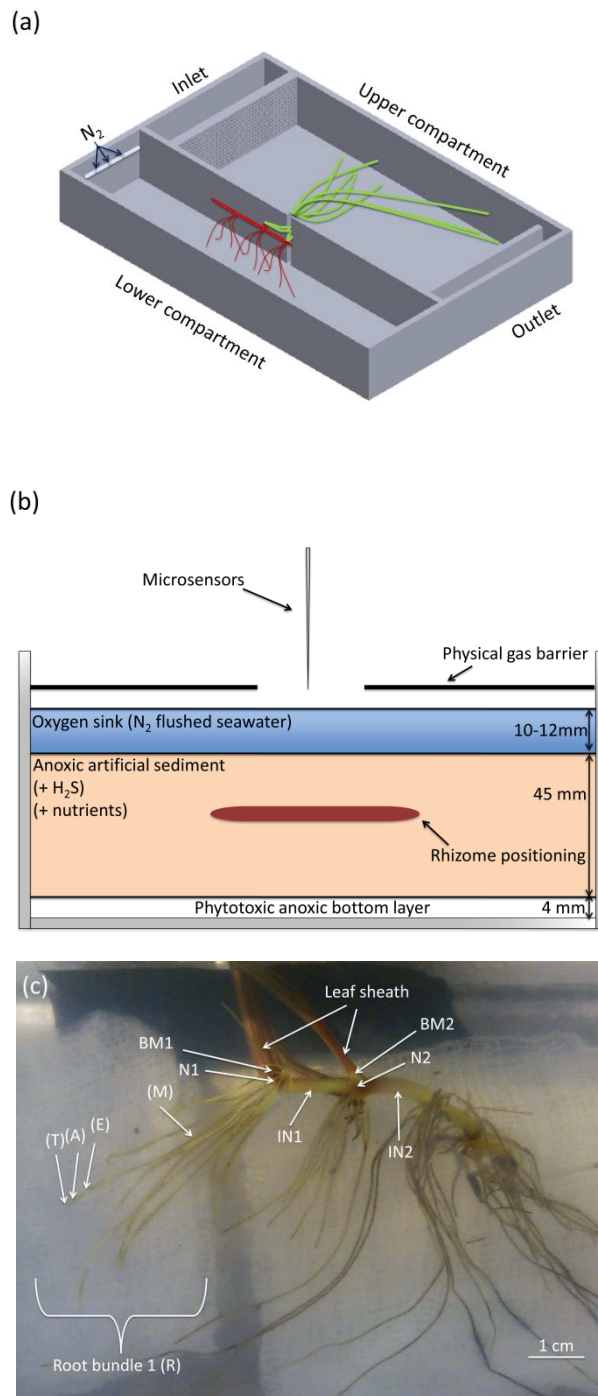 (a)
Inlet
Upper compartment
N2
Lower compartment
Outlet
(b)
Microsensors
Physical gas barrier
Oxygen sink (N2 flushed seawater)
10-12mm
Anoxic artificial sediment
(+ H2S)
(+ nutrients)
45 mm
Rhizome positioning
Phytotoxic anoxic bottom layer
4 mm
(c)
Leaf sheath
BM1
BM2
N1
N2
(M)
IN1
IN2
(T)
(A)
(E)
Root bundle 1 (R)
1 cm